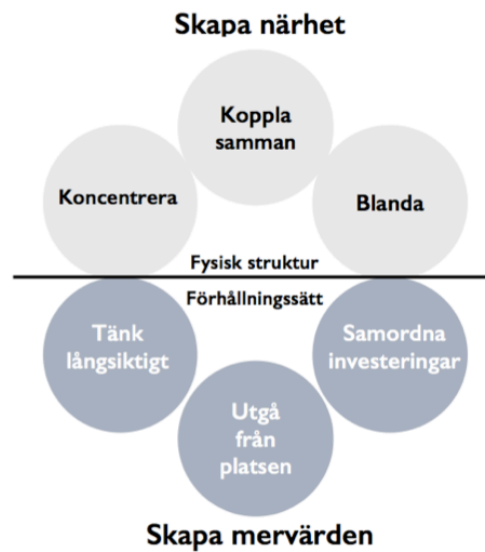 Skapa närhet
Koppla
samman
Koncentrera
Blanda
Fysisk struktur
Förhållningssätt
Tänk
långsiktigt
Samordna
investeringar
Utgå
från
platsen
Skapa mervärden